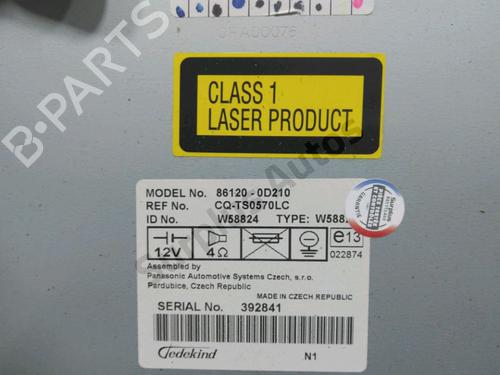 CLASS 1
LASER PRODUCT
MODEL No. 86120 - 0D210
REF No. CQ-TS0570LC
ID No. W58824 TYPE:
12V 4Ω e13
022874
Assembled by
Panasonic Automotive Systems Czech, s.r.o.
Pardubice, Czech Republic
MADE IN CZECH REPUBLIC
SERIAL No. 392841
Tedekind N1